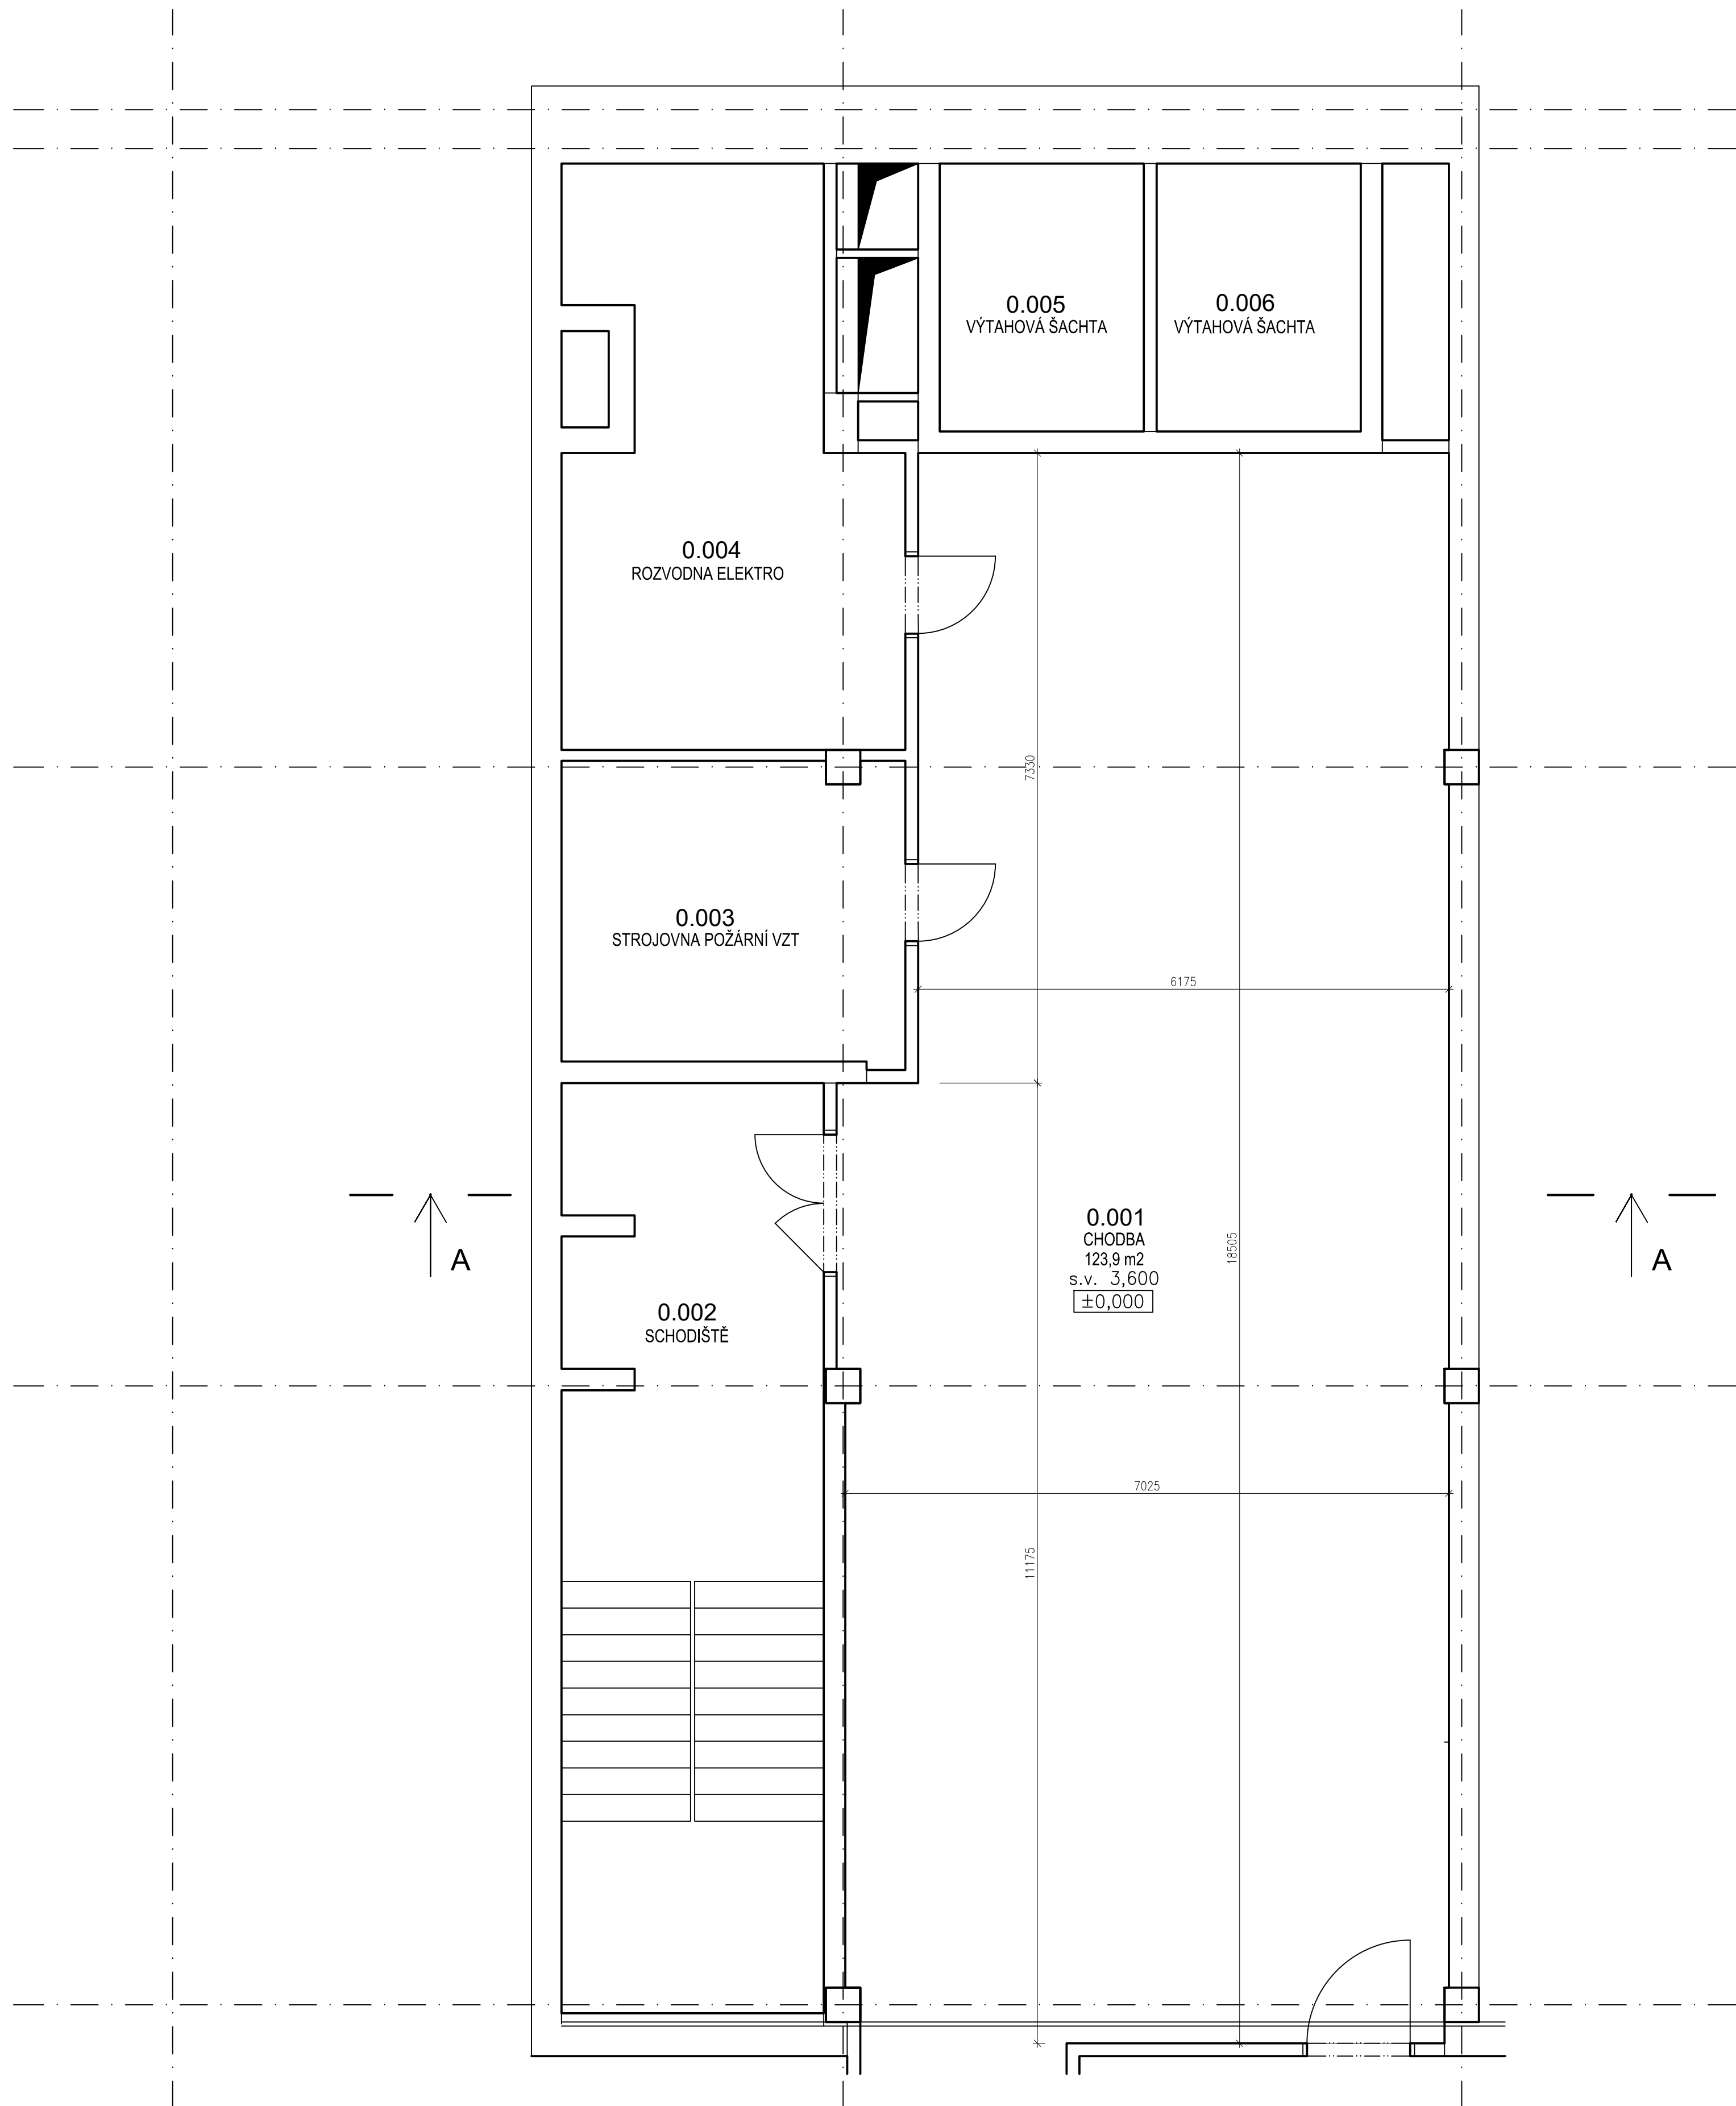 0.005
VÝTAHOVÁ ŠACHTA
0.006
VÝTAHOVÁ ŠACHTA
0.004
ROZVODNA ELEKTRO
7330
0.003
STROJOVNA POŽÁRNÍ VZT
6175
A
0.001
CHODBA
123,9 m2
s.v. 3,600
±0,000
18505
A
0.002
SCHODIŠTĚ
7025
11175